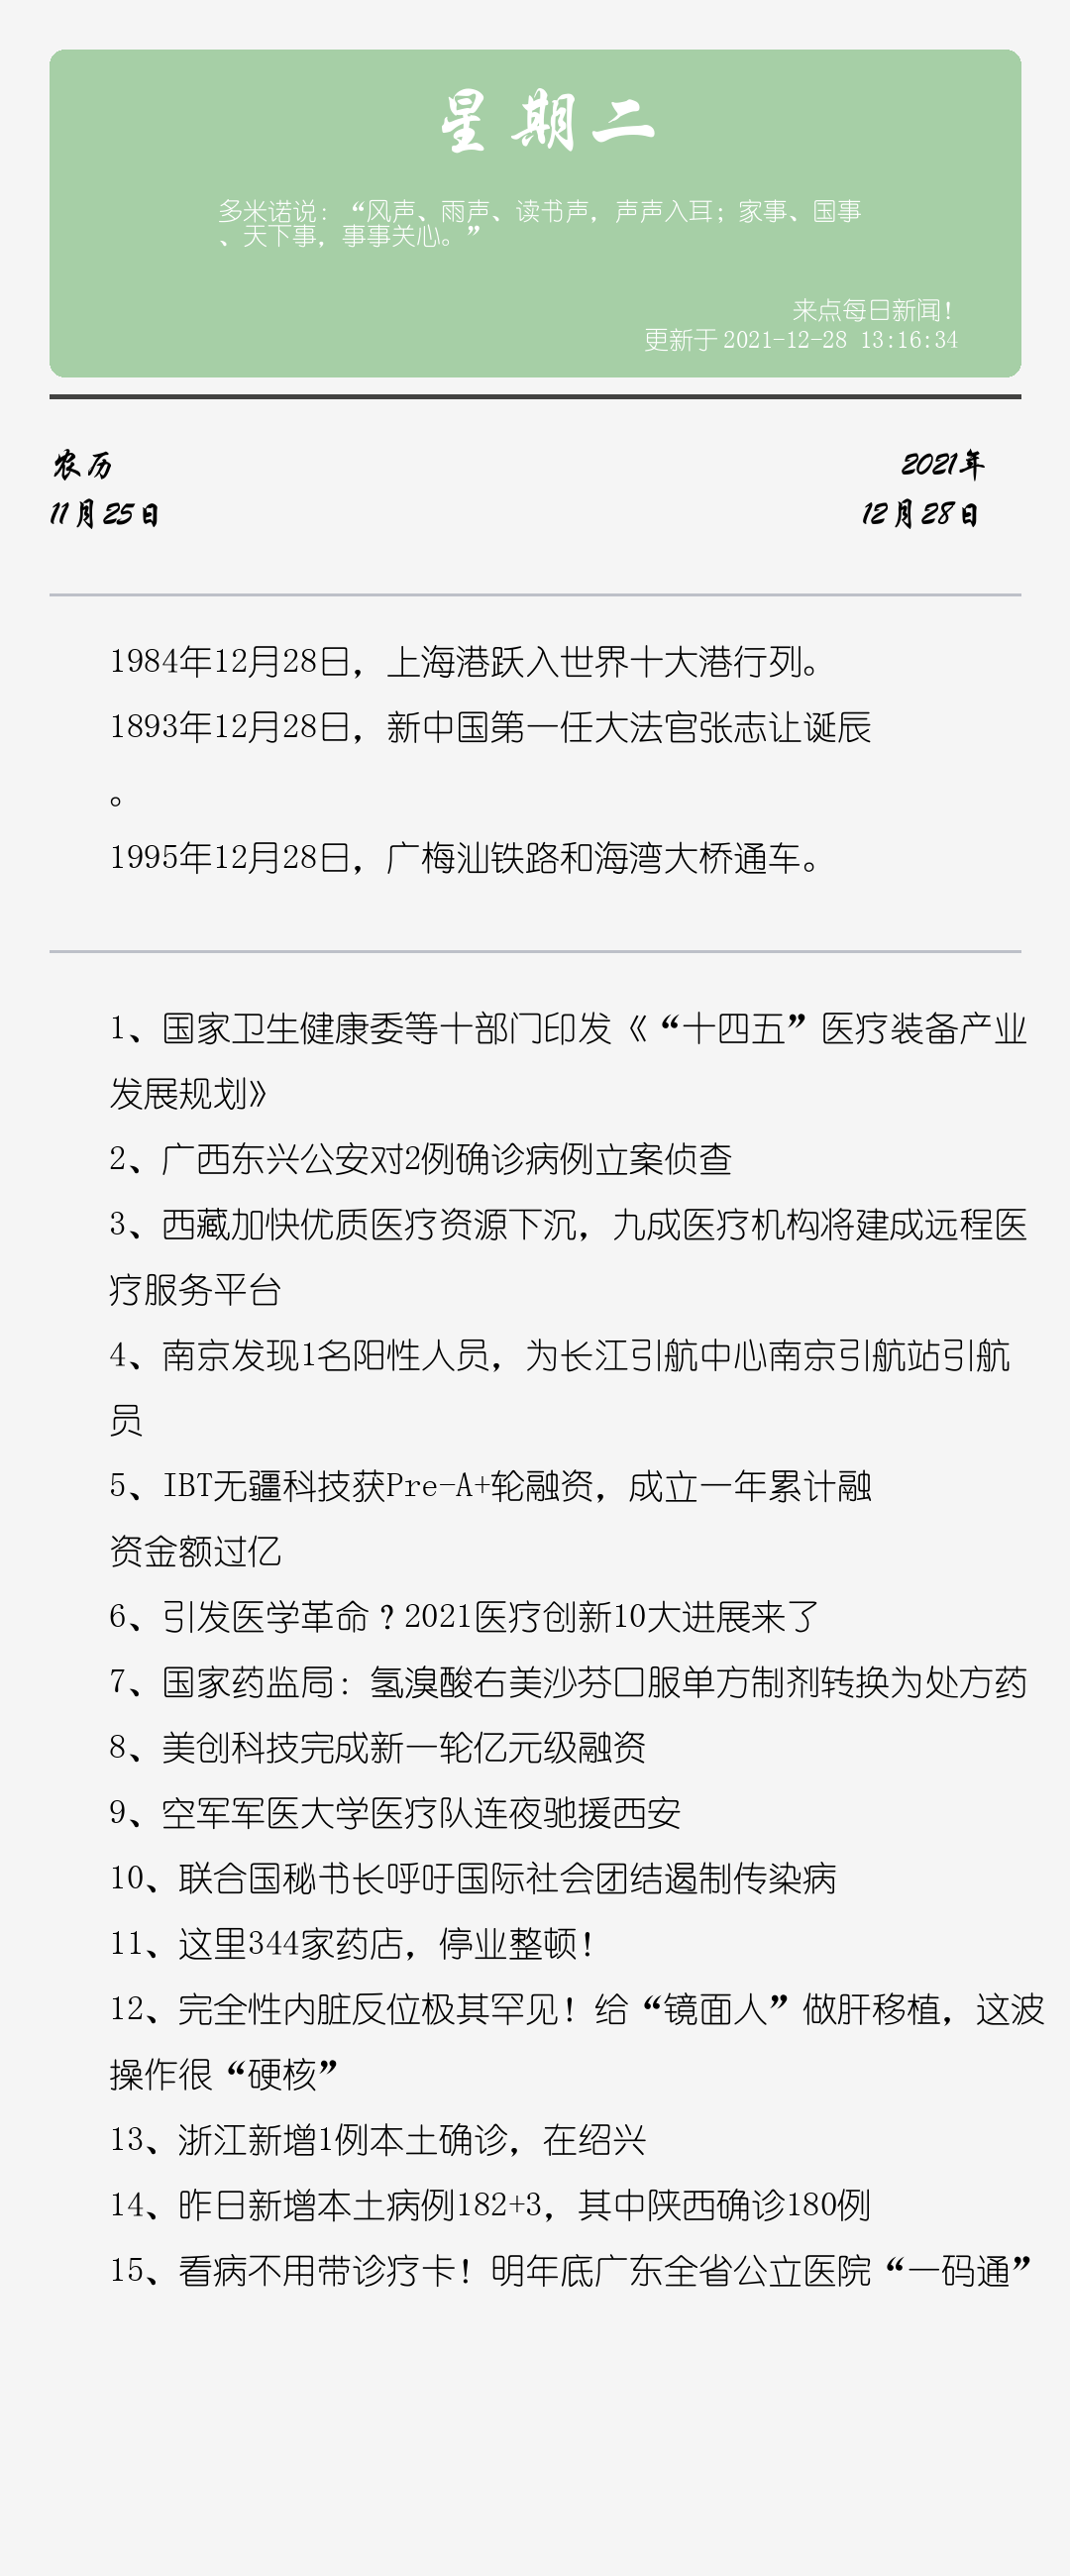 星期二
多米诺说：“风声、雨声、读书声，声声入耳；家事、国事
、天下事，事事关心。”
来点每日新闻！
更新于2021-12-28 13:16:34
农历
2021年
11月25日
12月28日
1984年12月28日，上海港跃入世界十大港行列。
1893年12月28日，新中国第一任大法官张志让诞辰
。
1995年12月28日，广梅汕铁路和海湾大桥通车。
1、国家卫生健康委等十部门印发《“十四五”医疗装备产业
发展规划》
2、广西东兴公安对2例确诊病例立案侦查
3、西藏加快优质医疗资源下沉，九成医疗机构将建成远程医
疗服务平台
4、南京发现1名阳性人员，为长江引航中心南京引航站引航
员
5、IBT无疆科技获Pre-A+轮融资，成立一年累计融
资金额过亿
6、引发医学革命？2021医疗创新10大进展来了
7、国家药监局：氢溴酸右美沙芬口服单方制剂转换为处方药
8、美创科技完成新一轮亿元级融资
9、空军军医大学医疗队连夜驰援西安
10、联合国秘书长呼吁国际社会团结遏制传染病
11、这里344家药店，停业整顿！
12、完全性内脏反位极其罕见！给“镜面人”做肝移植，这波
操作很“硬核”
13、浙江新增1例本土确诊，在绍兴
14、昨日新增本土病例182+3，其中陕西确诊180例
15、看病不用带诊疗卡！明年底广东全省公立医院“一码通”